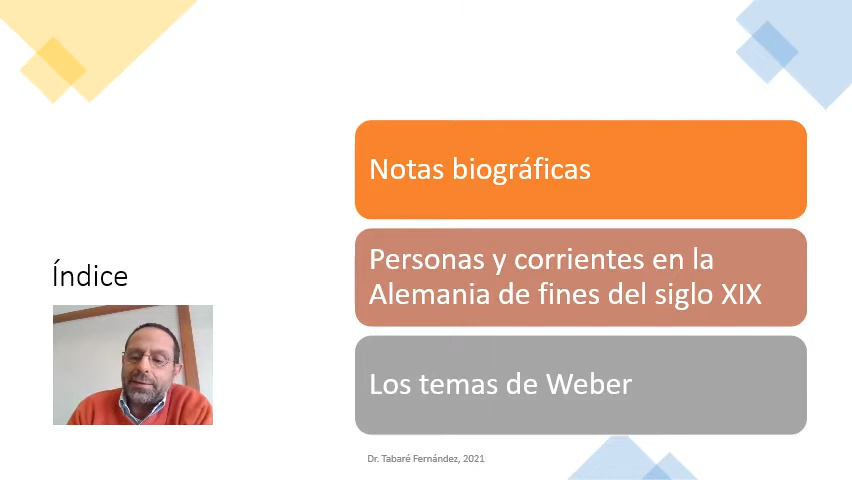 Índice
Notas biográficas
Personas y corrientes en la
Alemania de fines del siglo XIX
Los temas de Weber
Dr. Tabaré Fernández, 2021